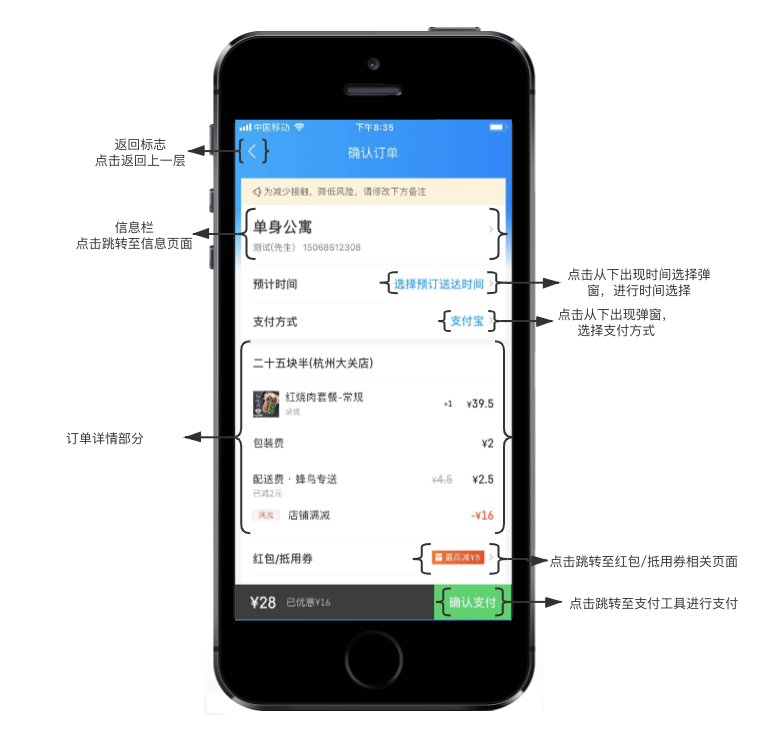 中国移动
下午8:35
确认订单
返回标志
点击返回上一层
为减少接触，降低风险，请修改下方备注
信息栏
点击跳转至信息页面
单身公寓
测试(先生) 15068612308
预计时间
选择预订送达时间
点击从下出现时间选择弹
窗，进行时间选择
支付方式
支付宝
点击从下出现弹窗，
选择支付方式
二十五块半(杭州大关店)
红烧肉套餐-常规
常规
×1 ¥39.5
订单详情部分
包装费
¥2
配送费 · 蜂鸟专送
¥4.5 ¥2.5
已减2元
满减 店铺满减
-¥16
红包/抵用券
最高减¥8
点击跳转至红包/抵用券相关页面
¥28 已优惠¥16
确认支付
点击跳转至支付工具进行支付